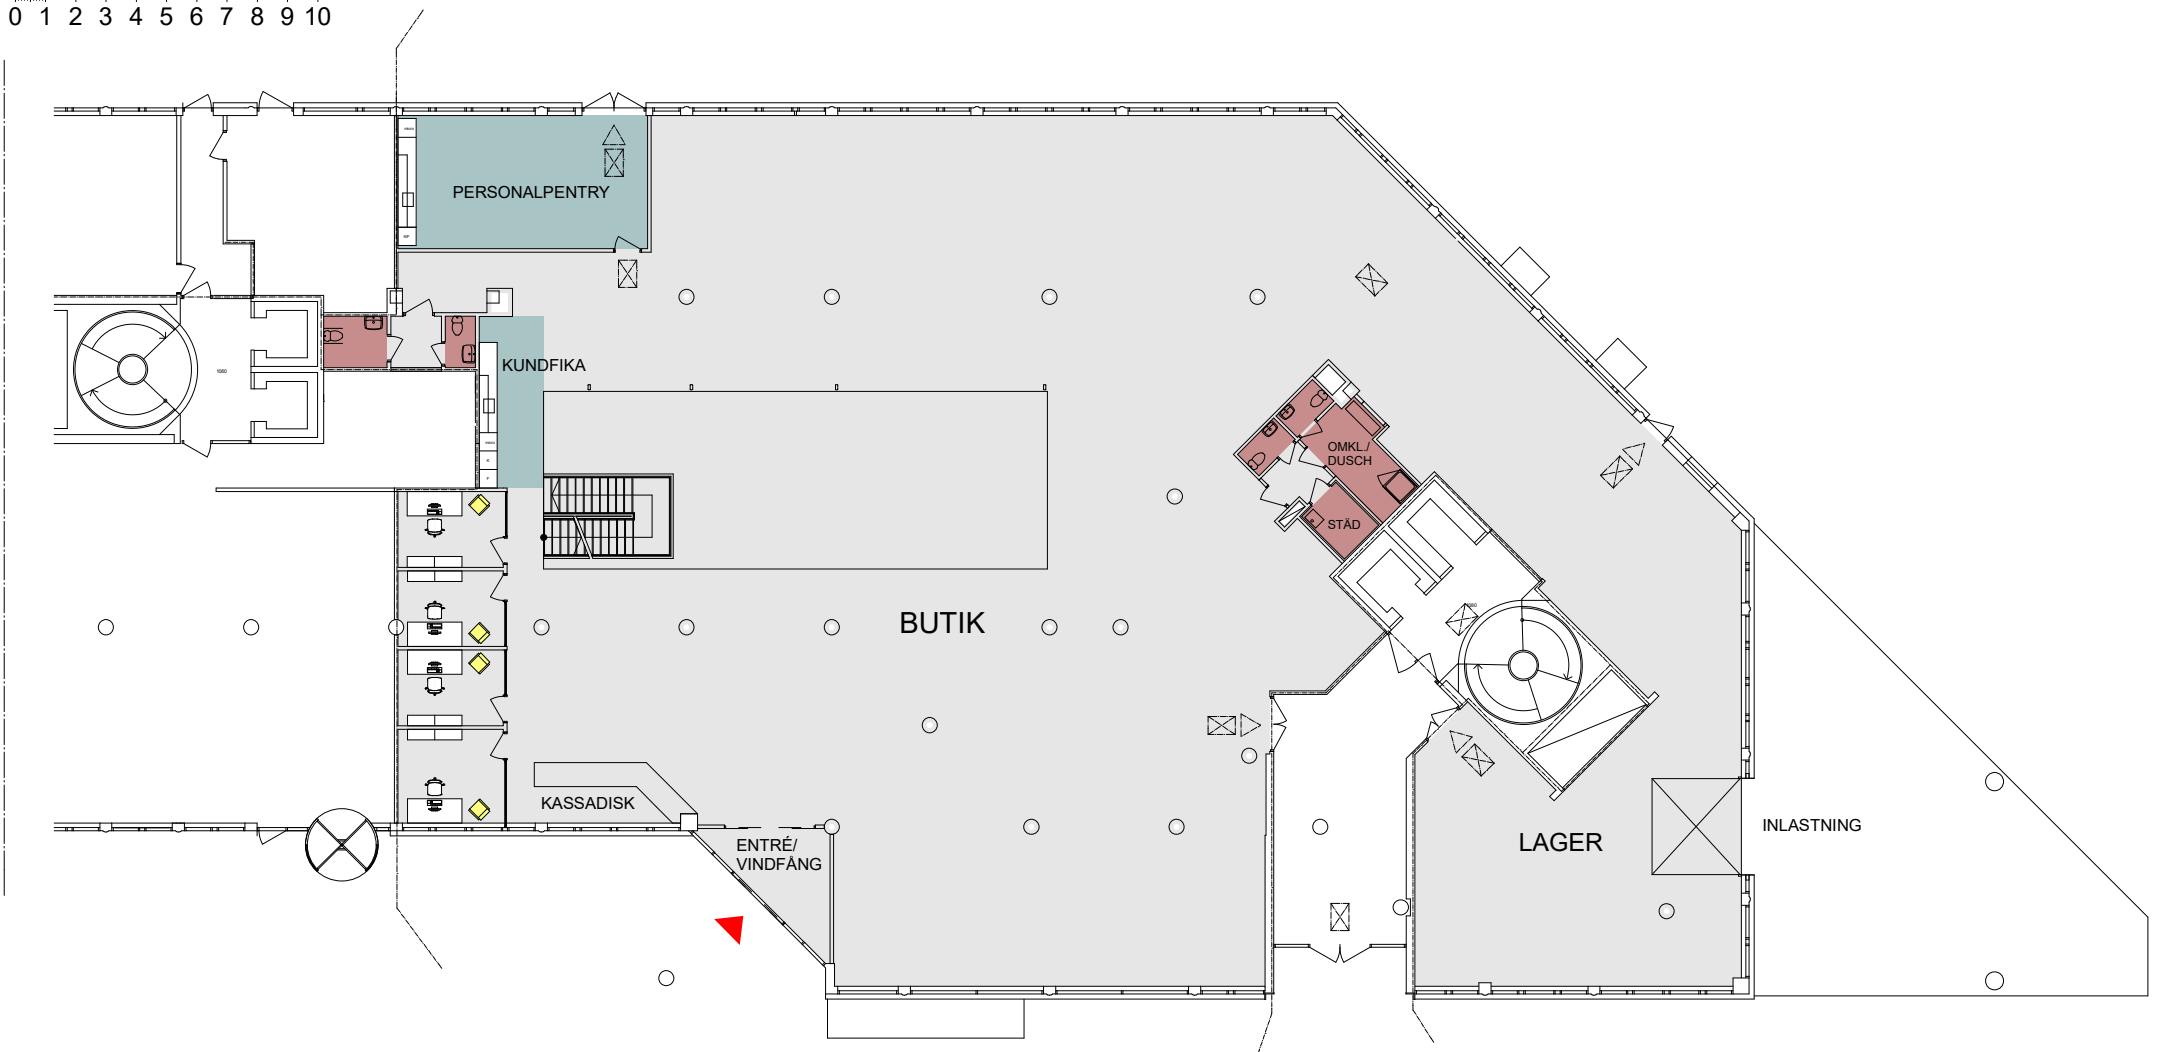 0 1 2 3 4 5 6 7 8 9 10
PERSONALPENTRY
KUNDFIKA
1060
OMKL./
DUSCH
STÄD
BUTIK
KASSADISK
ENTRÉ/
VINDFÅNG
LAGER
INLASTNING